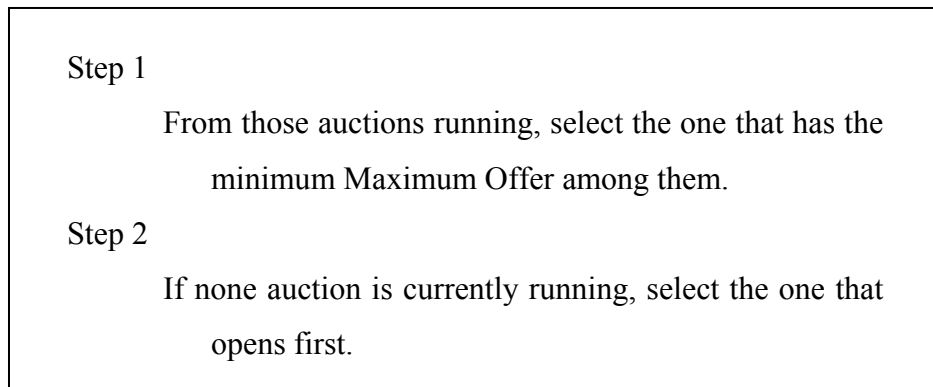 Step 1
From those auctions running, select the one that has the
minimum Maximum Offer among them.
Step 2
If none auction is currently running, select the one that
opens first.